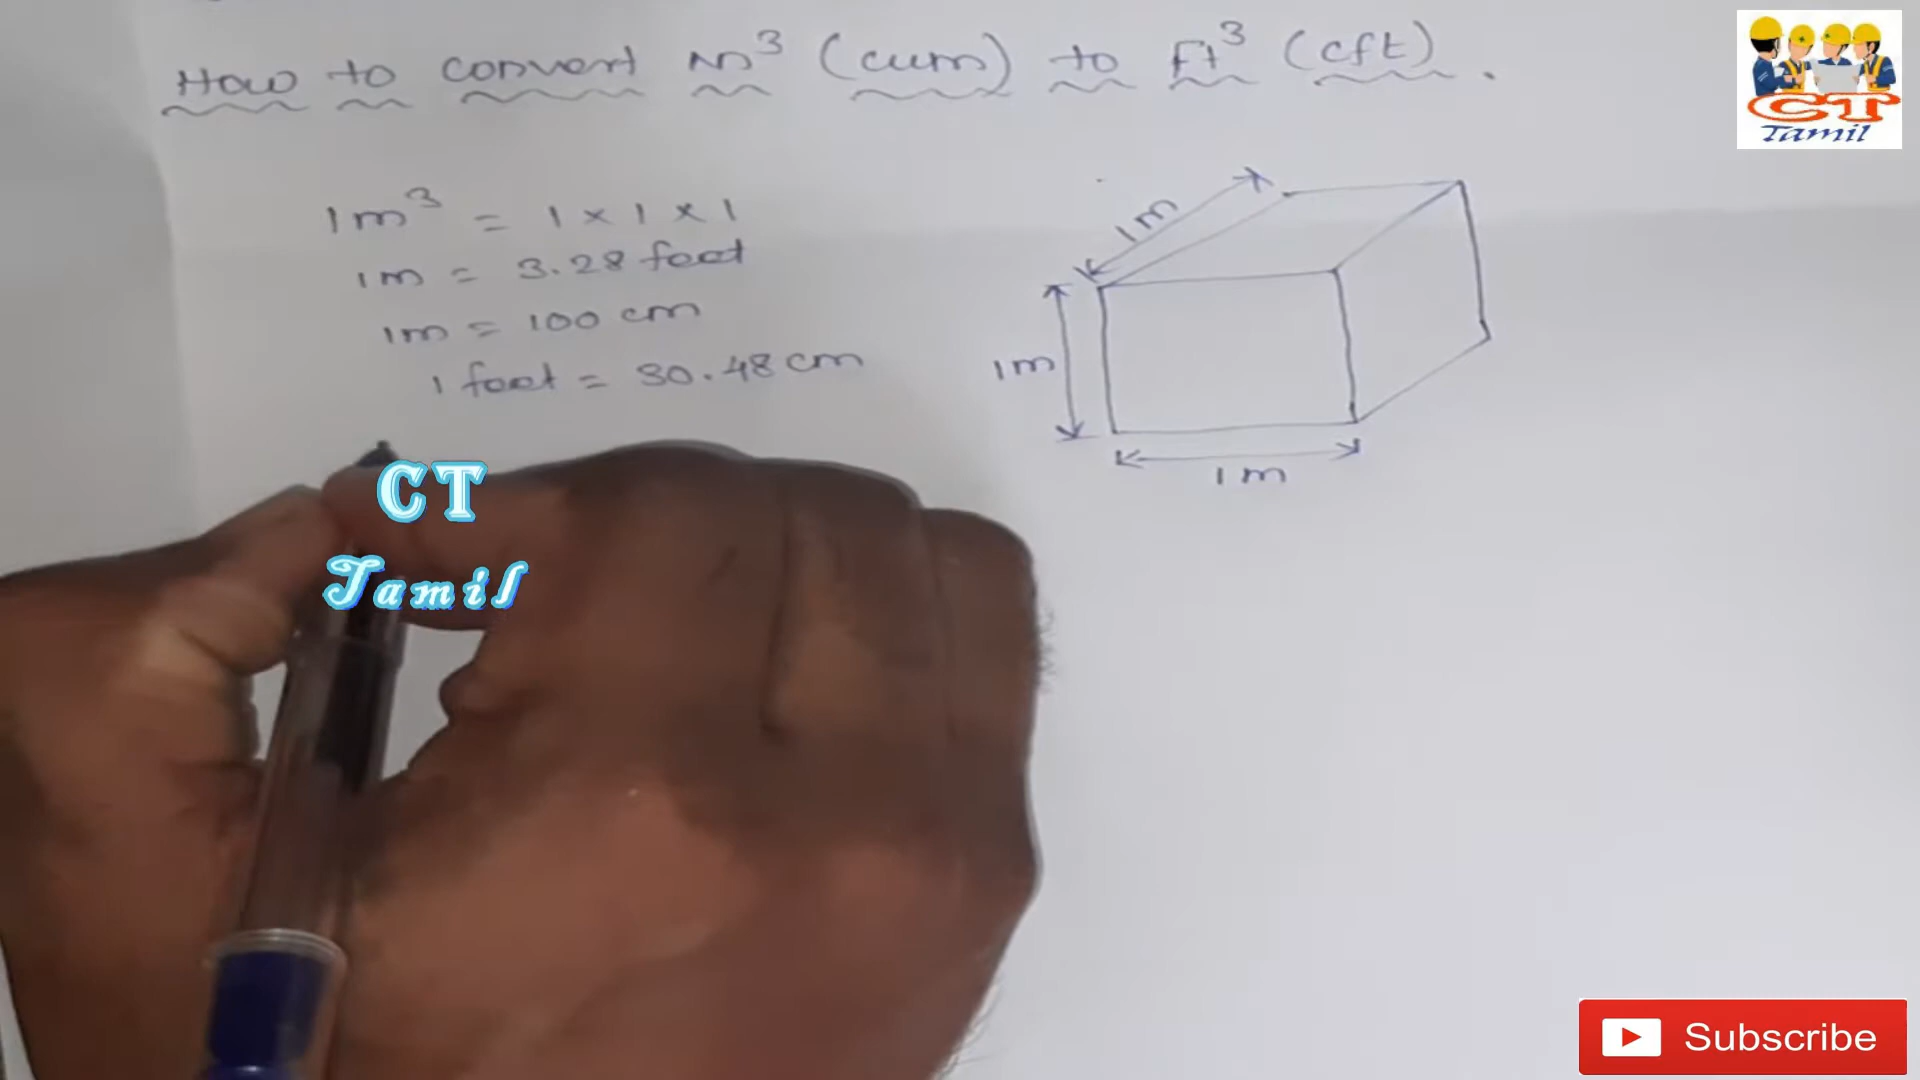 How to convert m³ (cum) to ft³ (cft).
1m³ = 1 x 1 x 1
1m = 3.28 feet
1m = 100 cm
1 feet = 30.48 cm
1m
1m
1m
CT
Tamil
CT
Tamil
Subscribe